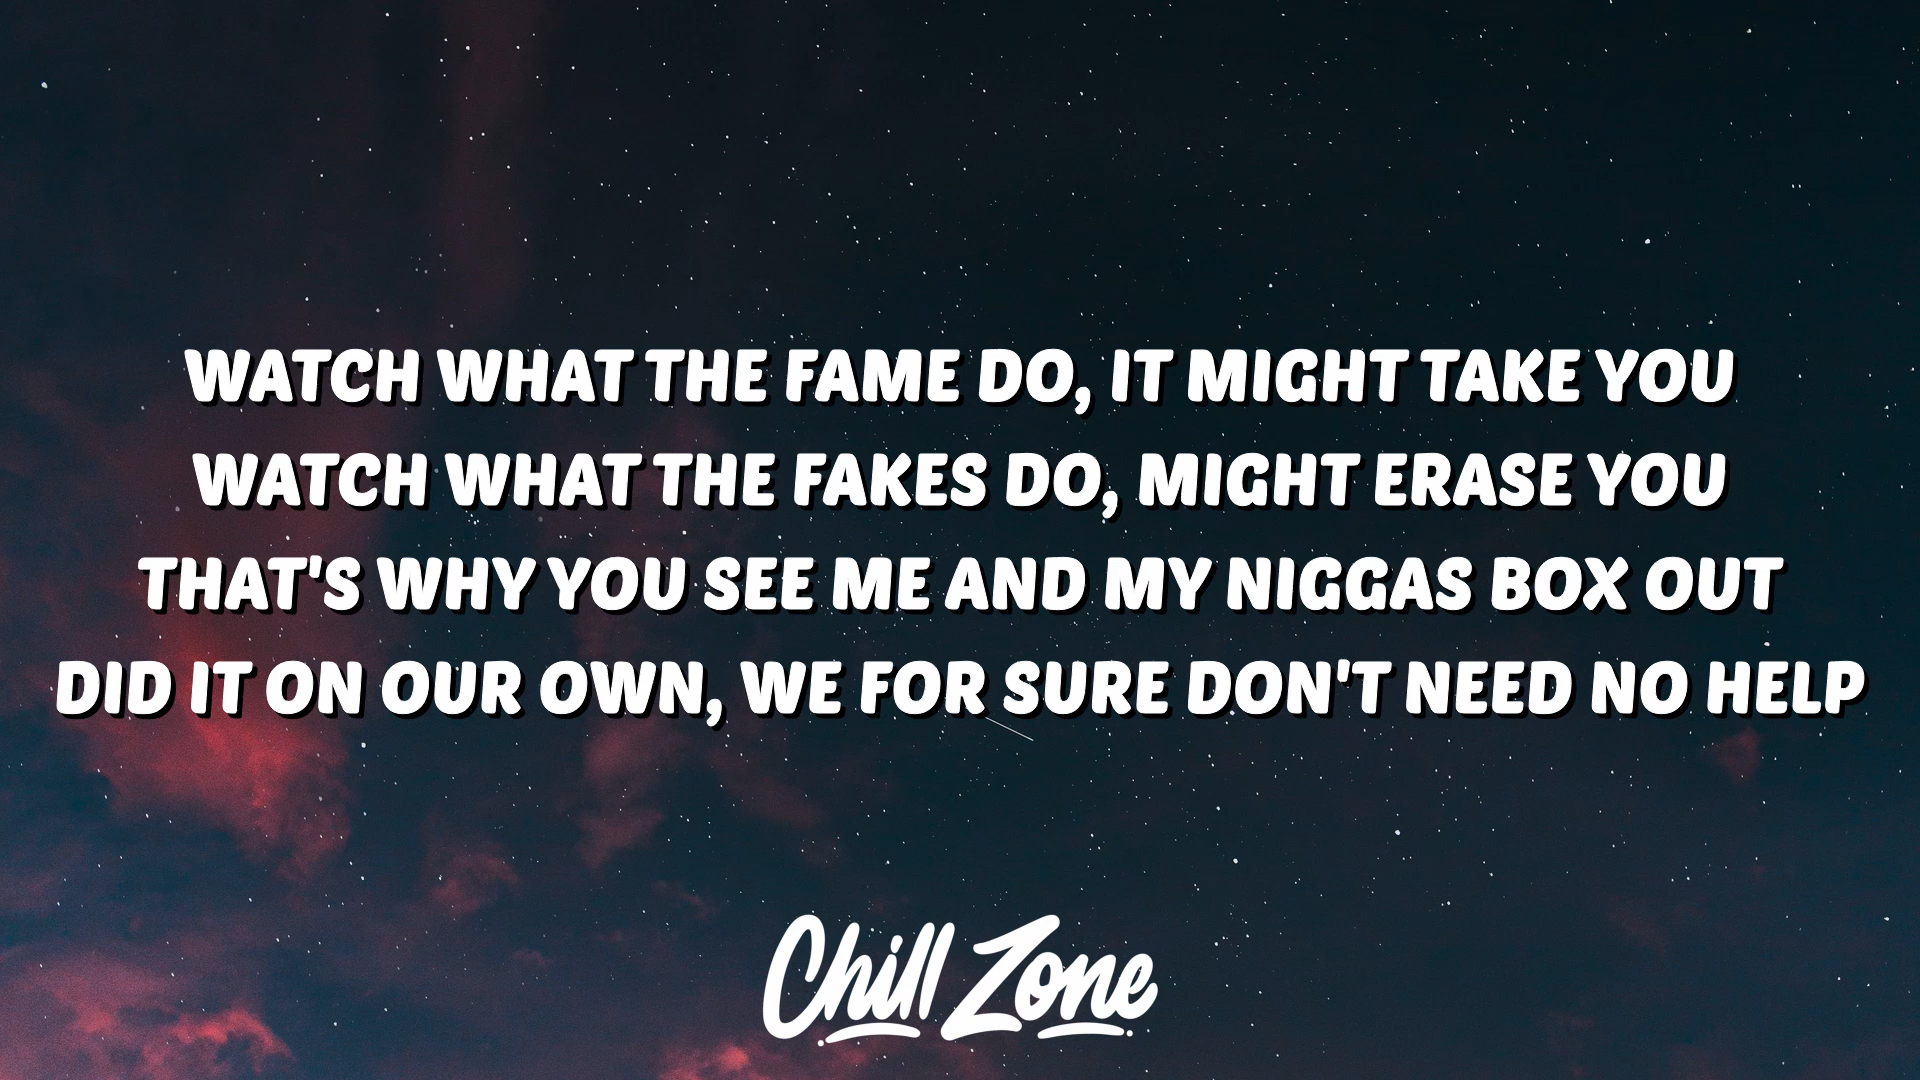 WATCH WHAT THE FAME DO, IT MIGHT TAKE YOU
WATCH WHAT THE FAKES DO, MIGHT ERASE YOU
THAT'S WHY YOU SEE ME AND MY NIGGAS BOX OUT
DID IT ON OUR OWN, WE FOR SURE DON'T NEED NO HELP
Chill Zone